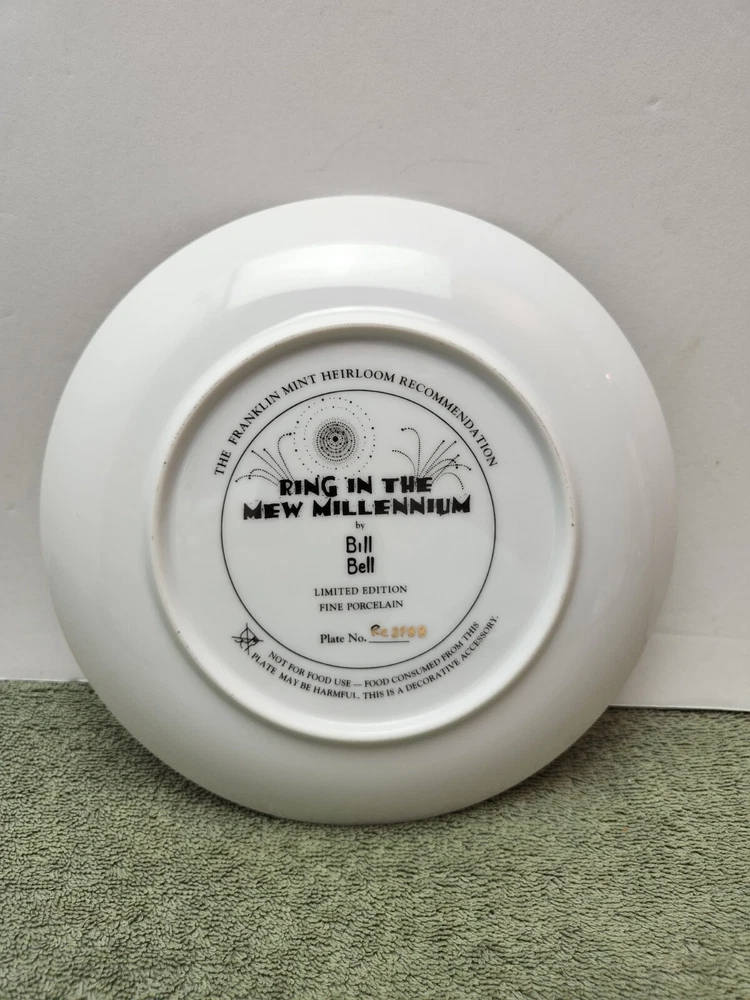 THE FRANKLIN MINT HEIRLOOM RECOMMENDATION
RING IN THE
MEW MILLENNIUM
by
Bill
Bell
LIMITED EDITION
FINE PORCELAIN
Plate No.
NOT FOR FOOD USE — FOOD CONSUMED FROM THIS
PLATE MAY BE HARMFUL. THIS IS A DECORATIVE ACCESSORY.